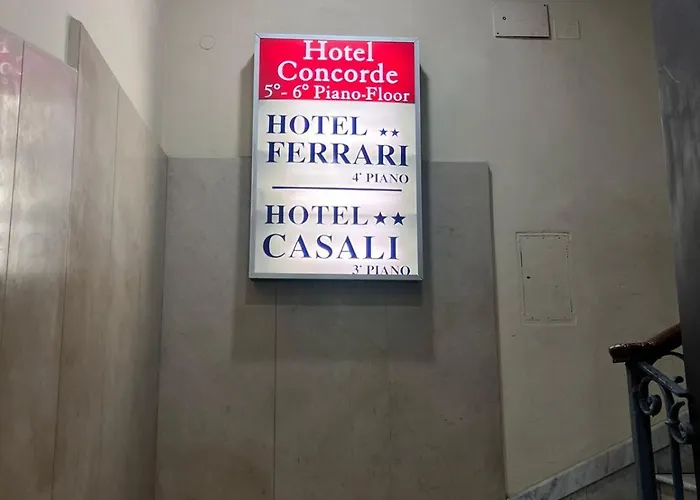 Hotel
Concorde
5°- 6° Piano-Floor
HOTEL ★★
FERRARI
4° PIANO
HOTEL ★★
CASALI
3° PIANO